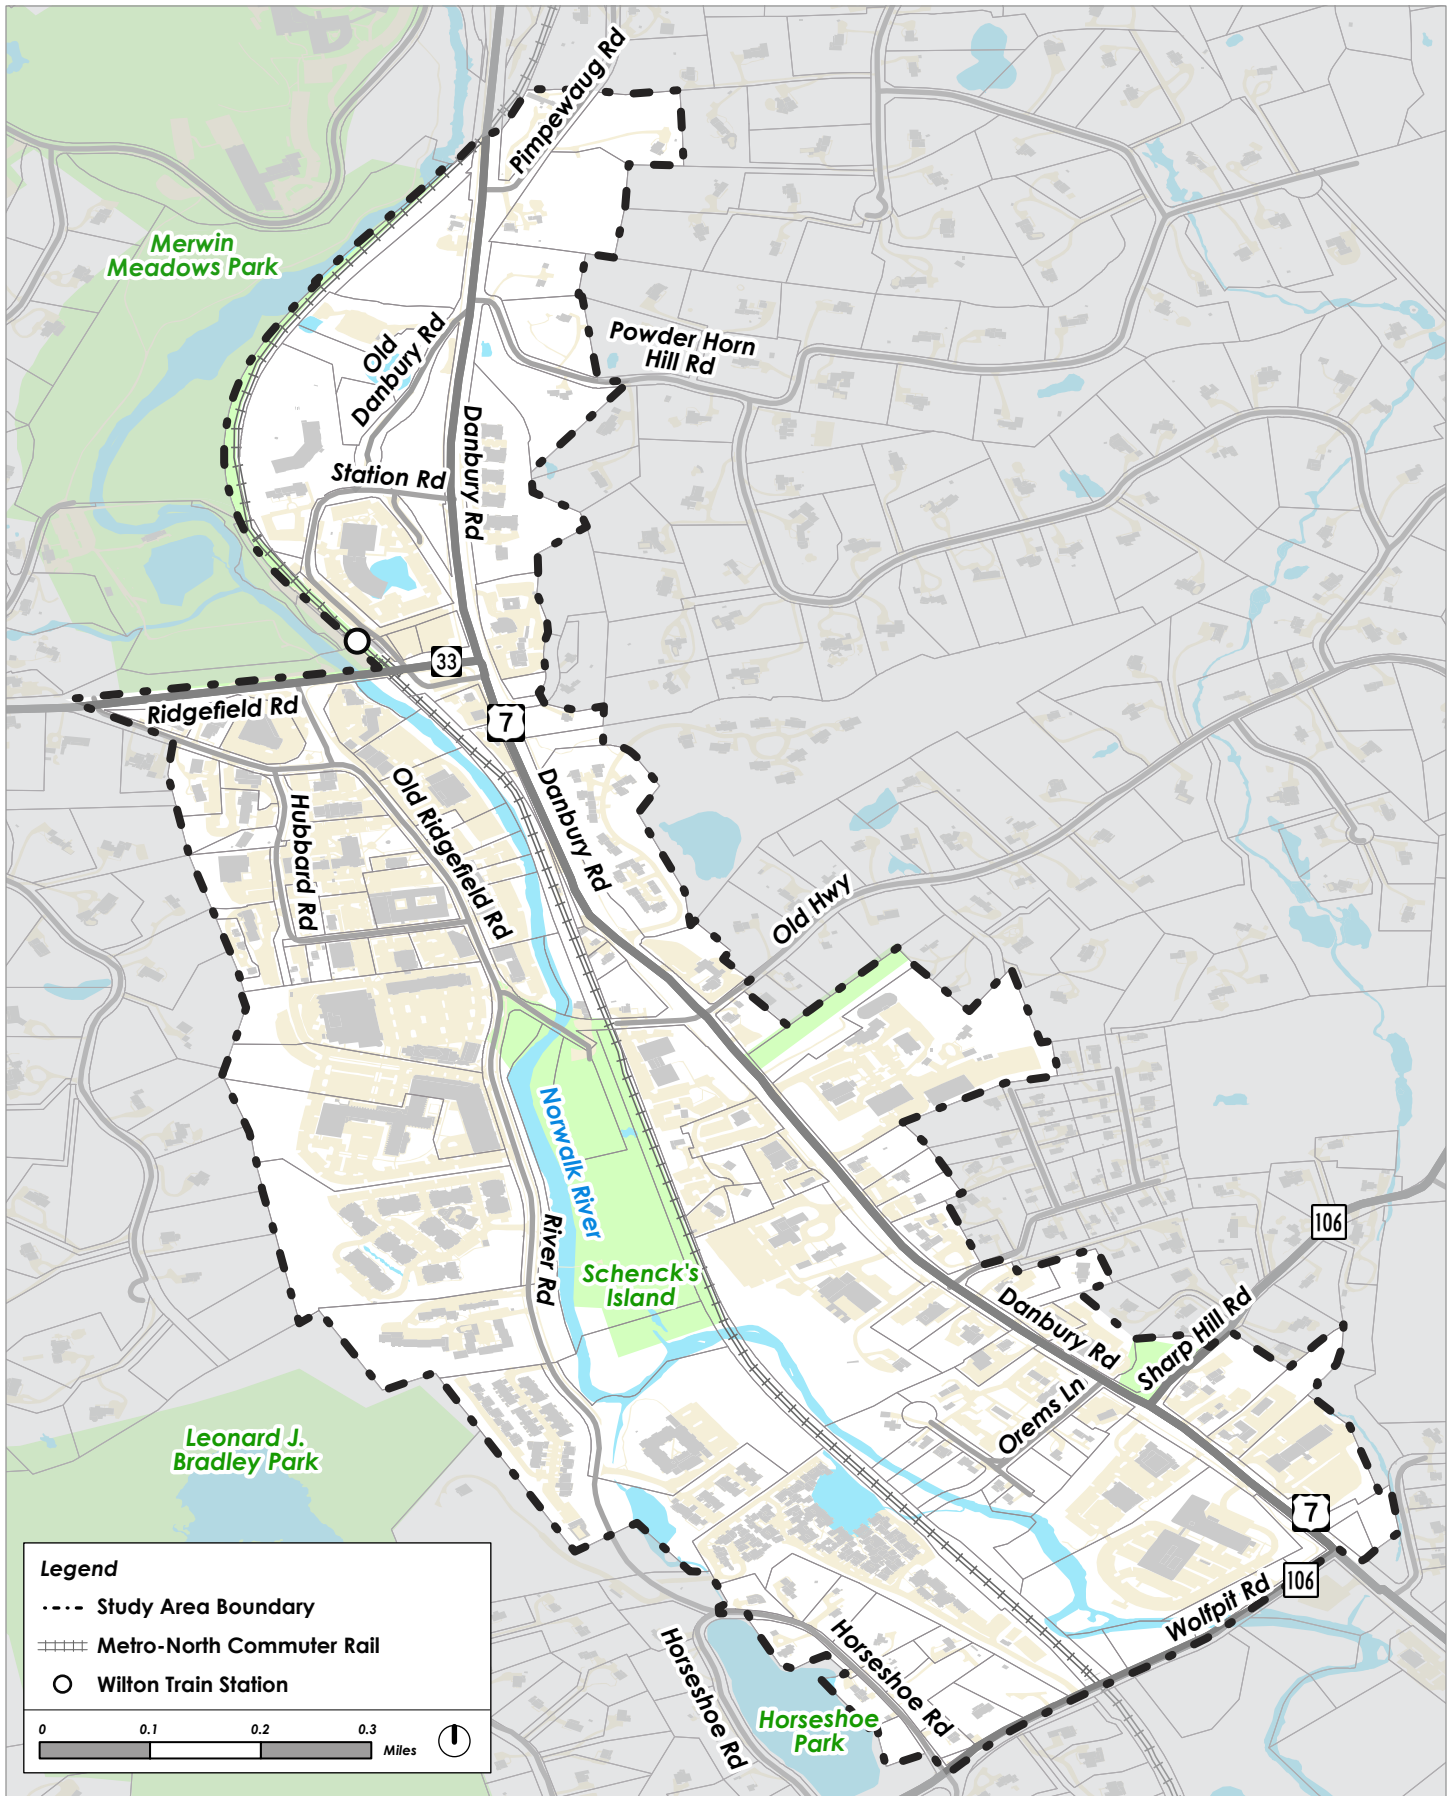 Pimpewaug Rd
Merwin
Meadows Park
Old
Danbury Rd
Powder Horn
Hill Rd
Danbury Rd
Station Rd
33
Ridgefield Rd
7
Danbury Rd
Hubbard Rd
Old Ridgefield Rd
Old Hwy
Norwalk River
River Rd
Schenck's
Island
106
Danbury Rd
Sharp Hill Rd
Orems Ln
Leonard J.
Bradley Park
7
106
Wolfpit Rd
Horseshoe Rd
Horseshoe Rd
Horseshoe
Park
Legend
Study Area Boundary
Metro-North Commuter Rail
Wilton Train Station
0 0.1 0.2 0.3
Miles